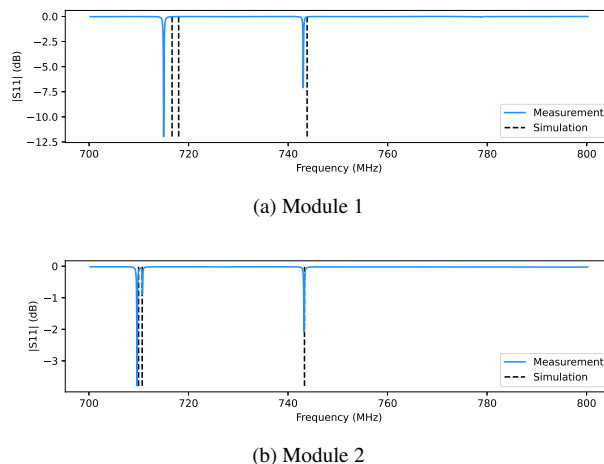 0.0
−2.5
−5.0
−7.5
−10.0
−12.5
|S11| (dB)
700
720
740
760
780
800
Frequency (MHz)
Measurement
Simulation
(a) Module 1
0
−1
−2
−3
|S11| (dB)
700
720
740
760
780
800
Frequency (MHz)
Measurement
Simulation
(b) Module 2